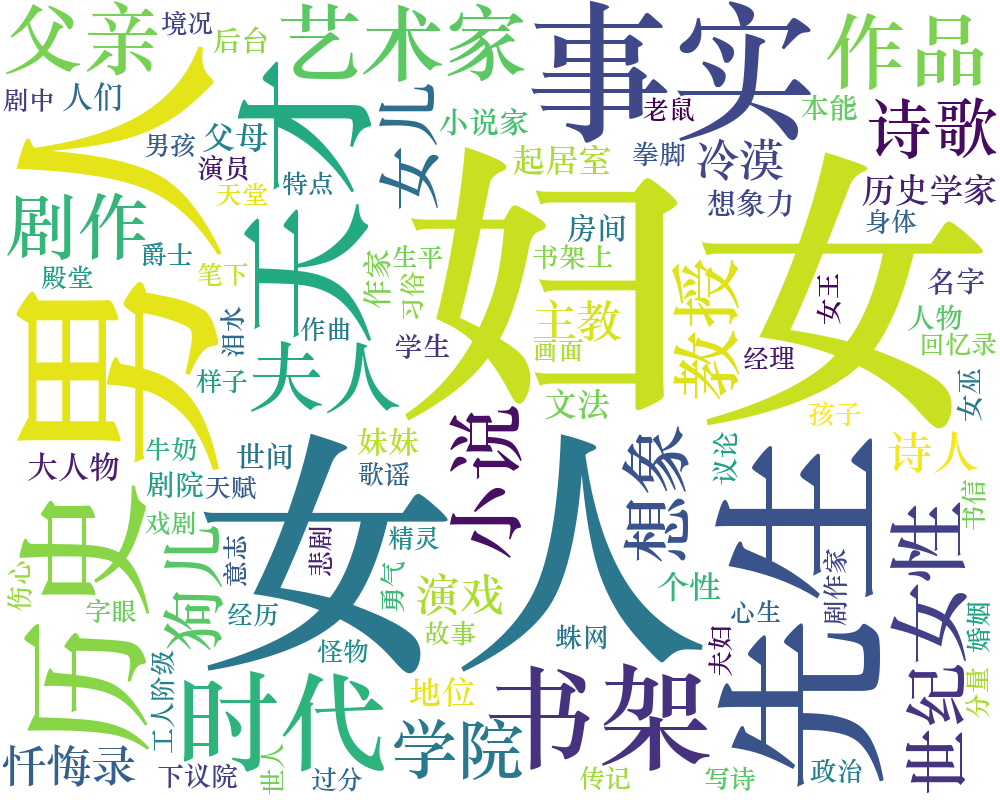 父亲
境况
后台
艺术家
事实
作品
剧中
人们
男人
天才
女儿
小说家
老鼠
本能
诗歌
男孩
父母
演员
天堂
特点
起居室
拳脚
冷漠
想象力
历史学家
身体
剧作
爵士
殿堂
笔下
泪水
作曲
作家
生平
习俗
房间
书架上
妇女
主教
画面
教授
女王
名字
人物
回忆录
经理
学生
样子
夫人
文法
孩子
女巫
大人物
牛奶
剧院
天赋
世间
妹妹
歌谣
小说
想象
议论
先生
诗人
书信
历史
戏剧
狗儿
意志
女人
悲剧
精灵
勇气
演戏
个性
剧作家
世纪女性
伤心
字眼
经历
怪物
故事
蛛网
心生
夫妇
婚姻
分量
工人阶级
时代
地位
书架
忏悔录
下议院
世人
过分
学院
传记
写诗
政治